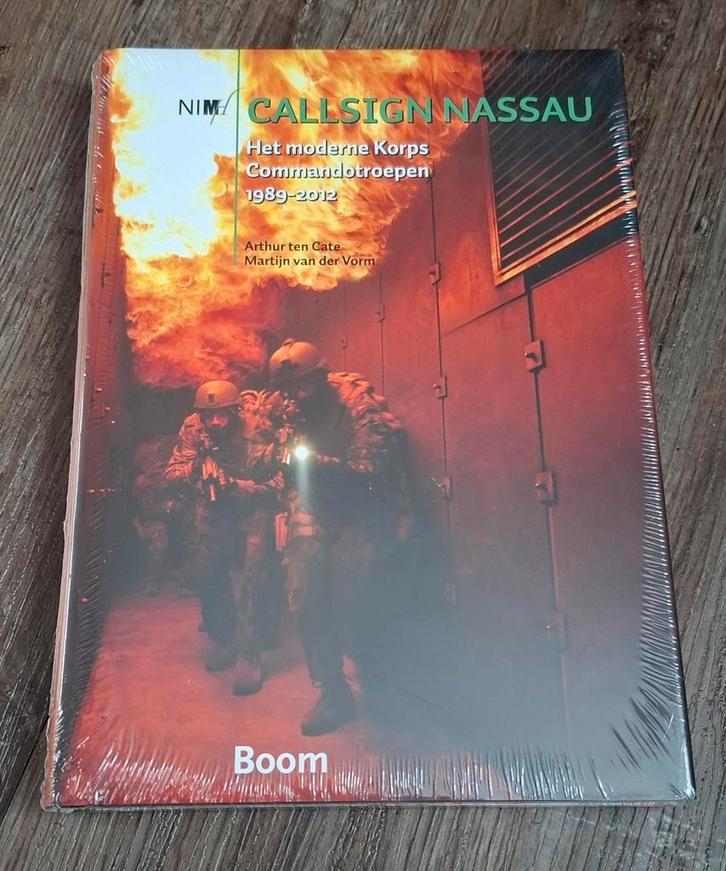 NIMH
CALLSIGN NASSAU
Het moderne Korps
Commandotroepen
1989-2012
Arthur ten Cate
Martijn van der Vorm
Boom